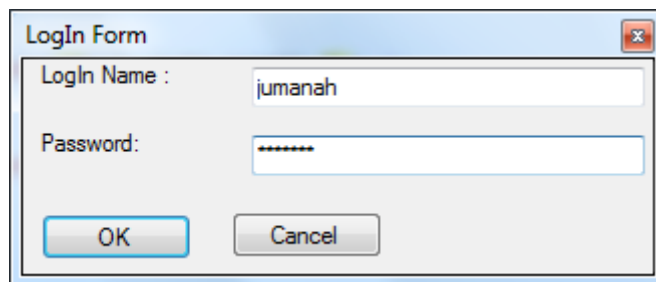 LogIn Form
LogIn Name :
jumanah
Password:
*******
OK Cancel